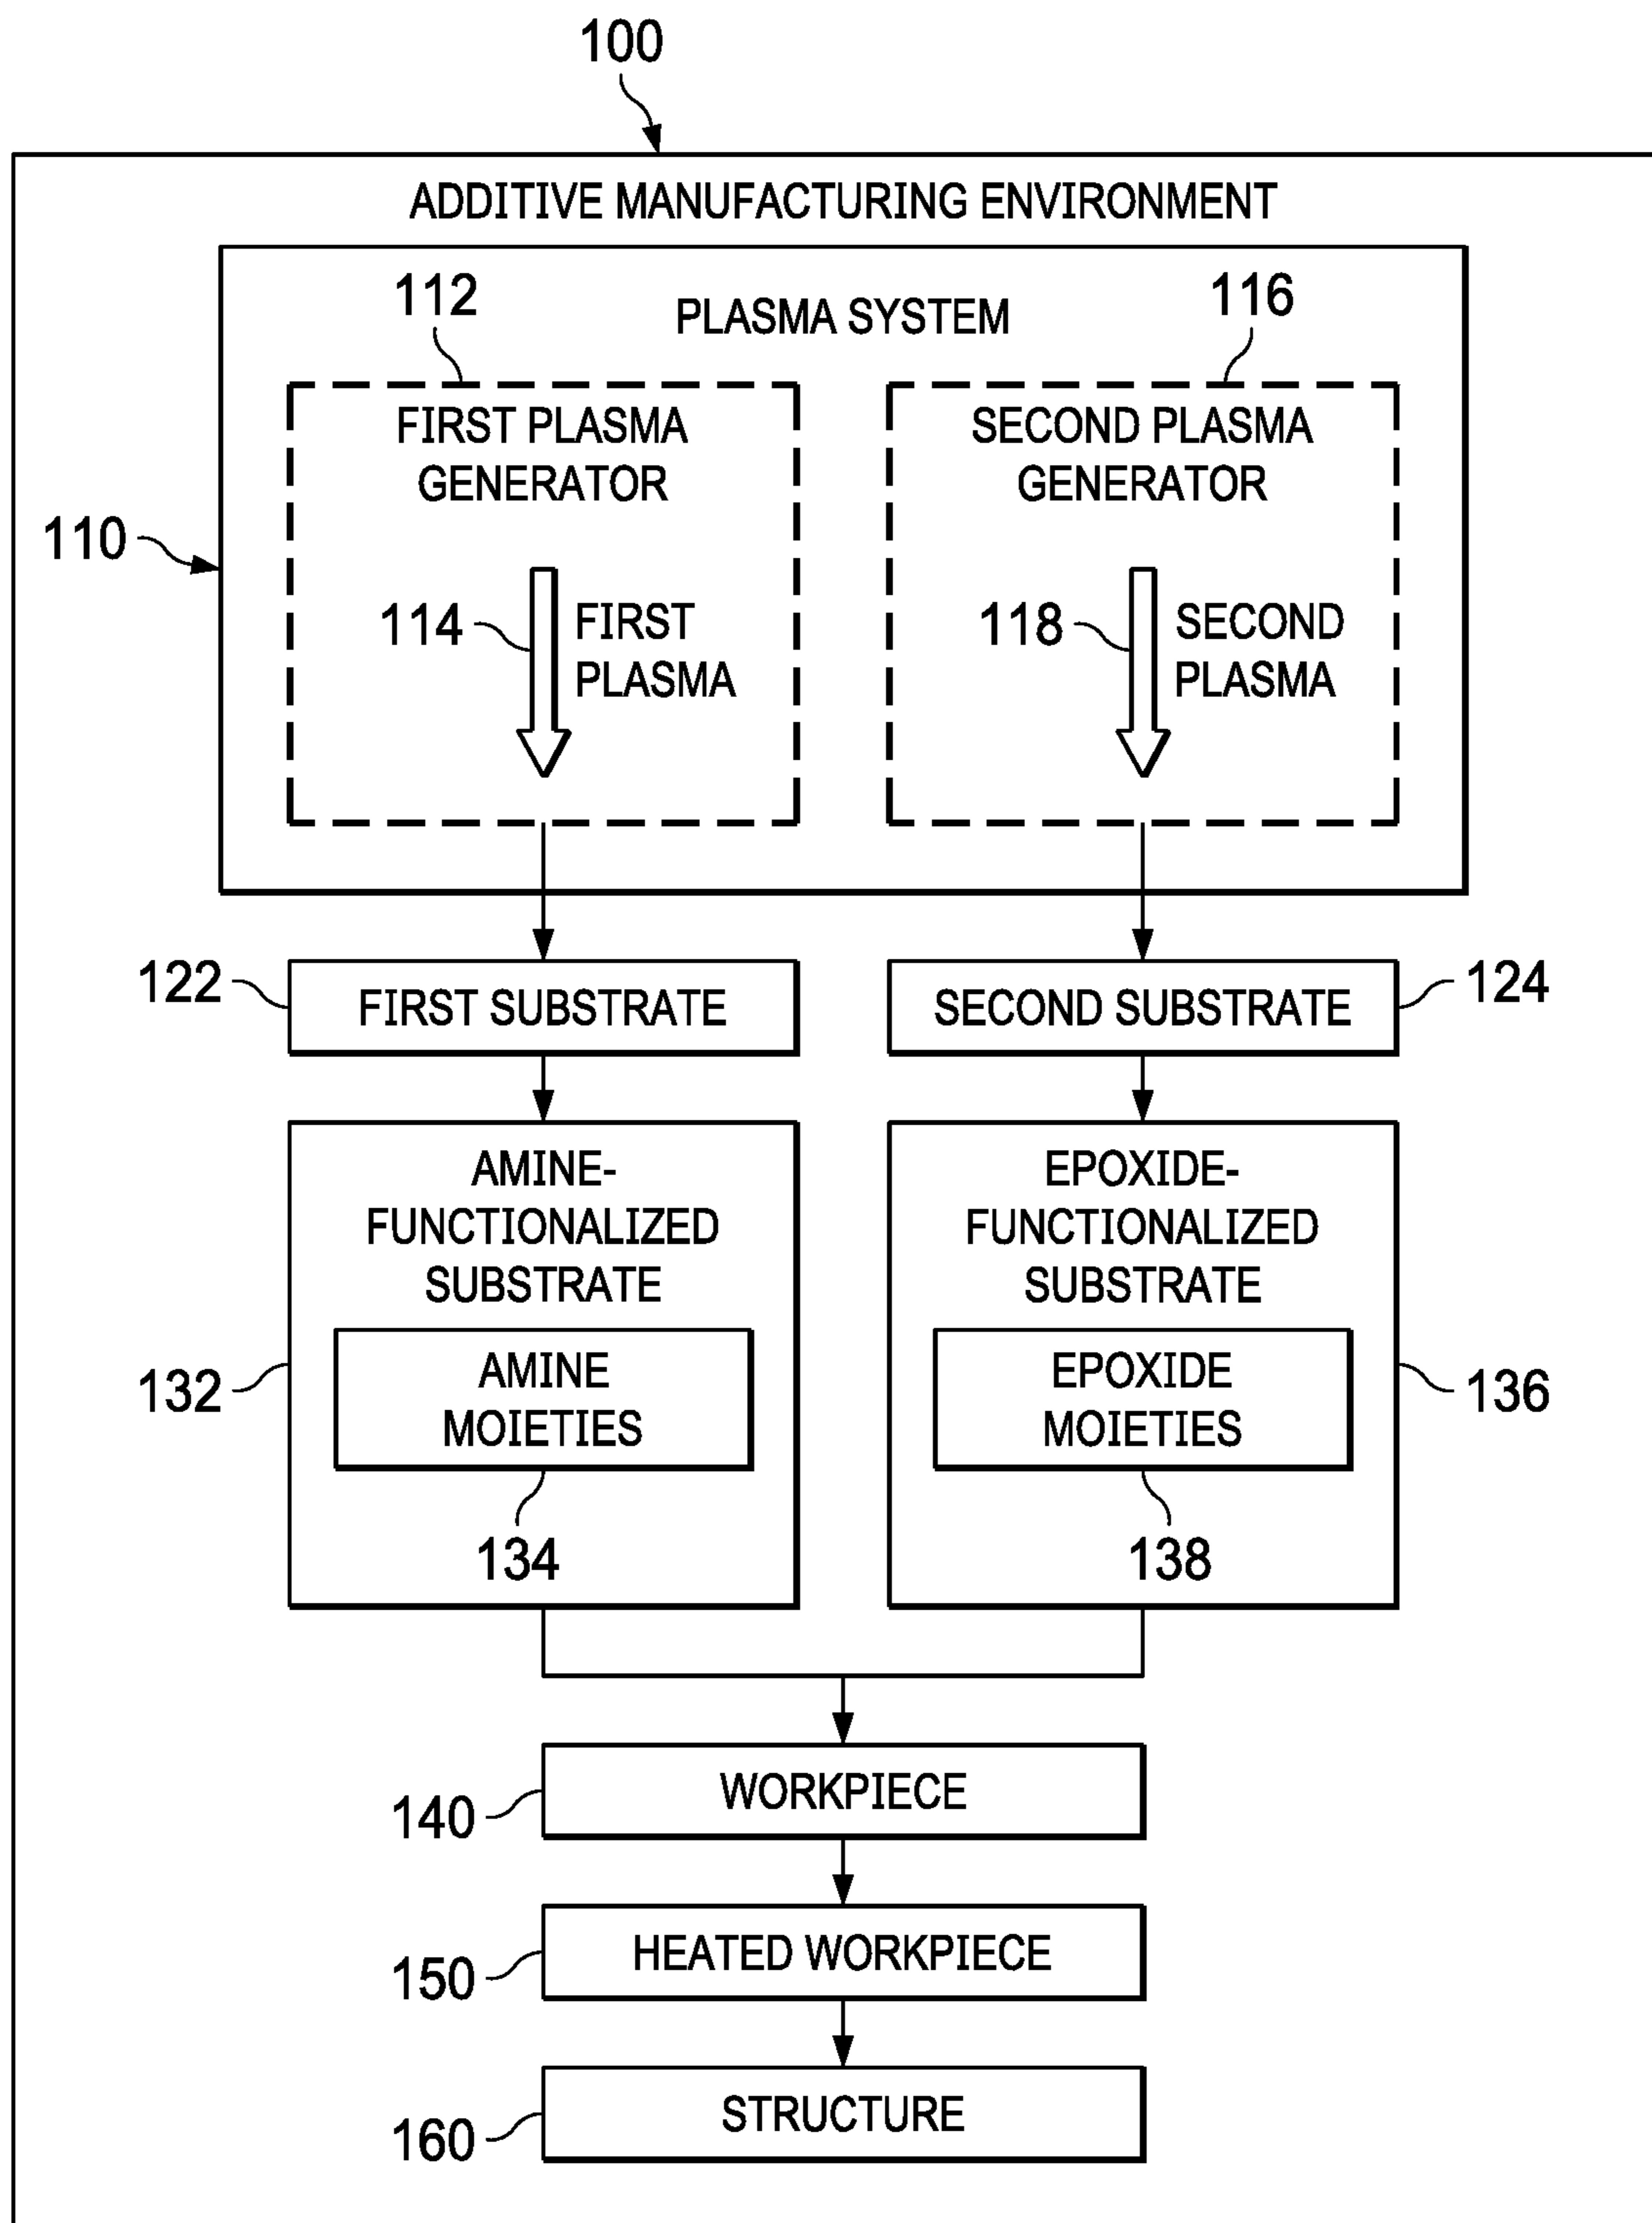 100
ADDITIVE MANUFACTURING ENVIRONMENT
112
PLASMA SYSTEM
116
FIRST PLASMA
GENERATOR
SECOND PLASMA
GENERATOR
110
114
FIRST
PLASMA
118
SECOND
PLASMA
122
FIRST SUBSTRATE
SECOND SUBSTRATE
124
AMINE-
FUNCTIONALIZED
SUBSTRATE
EPOXIDE-
FUNCTIONALIZED
SUBSTRATE
132
AMINE
MOIETIES
EPOXIDE
MOIETIES
136
134
138
WORKPIECE
140
HEATED WORKPIECE
150
STRUCTURE
160